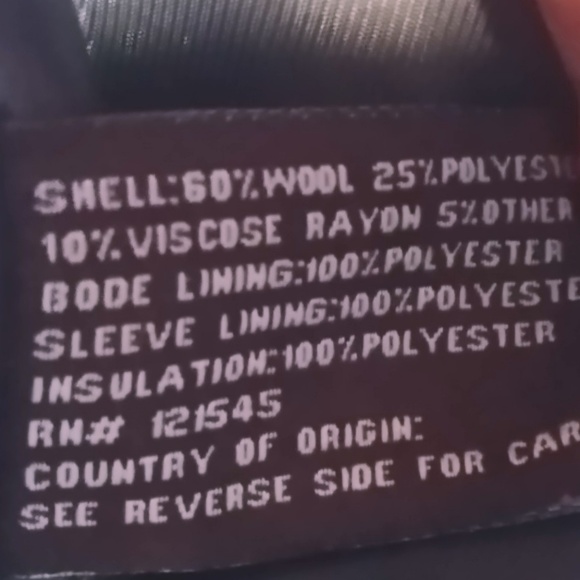 SHELL:60%WOOL 25%POLYESTE
10%VISCOSE RAYON 5%OTHER
BODE LINING:100%POLYESTER
SLEEVE LINING:100%POLYESTE
INSULATION:100%POLYESTER
RN# 121545
COUNTRY OF ORIGIN:
SEE REVERSE SIDE FOR CAR